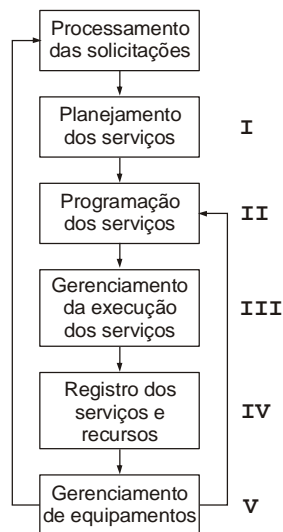 Processamento
das solicitações
Planejamento
dos serviços
I
Programação
dos serviços
II
Gerenciamento
da execução
dos serviços
III
Registro dos
serviços e
recursos
IV
Gerenciamento
de equipamentos
V